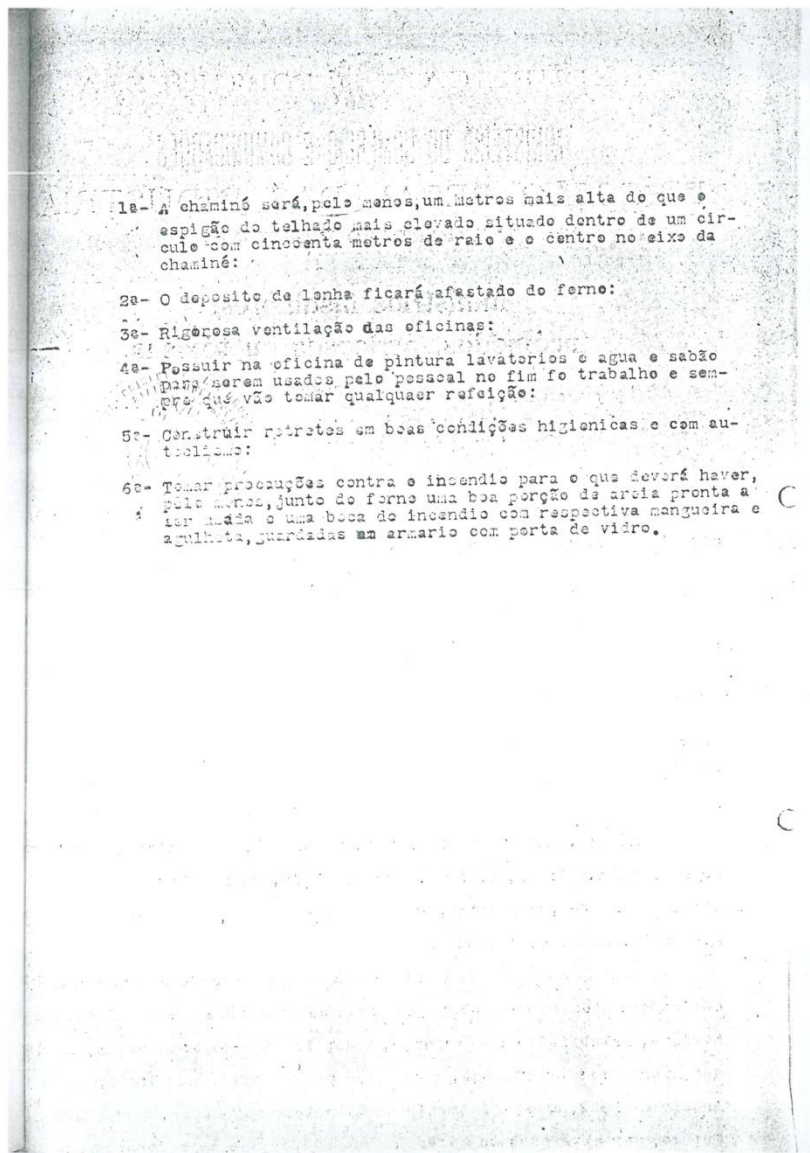 1a- A chaminé será,pelo menos,um metros mais alta do que o
espigão do telhado mais elevado situado dentro de um cir-
culo com cincoenta metros de raio e o centro no eixo da
chaminé:
2a- O deposito de lenha ficará afastado do forno:
3a- Rigorosa ventilação das oficinas:
4a- Possuir na oficina de pintura lavatorios e agua e sabão
para serem usados pelo pessoal no fim fo trabalho e sem-
pre que vão tomar qualquaer refeição:
5a- Construir retretes em boas condições higienicas e com au-
toclismo:
6a- Tomar precauções contra o incendio para o que deverá haver,
pelo menos,junto do forno uma boa porção de areia pronta a
ser usada e uma boca de incendio com respectiva mangueira e
agulheta,guardadas em armario com porta de vidro.